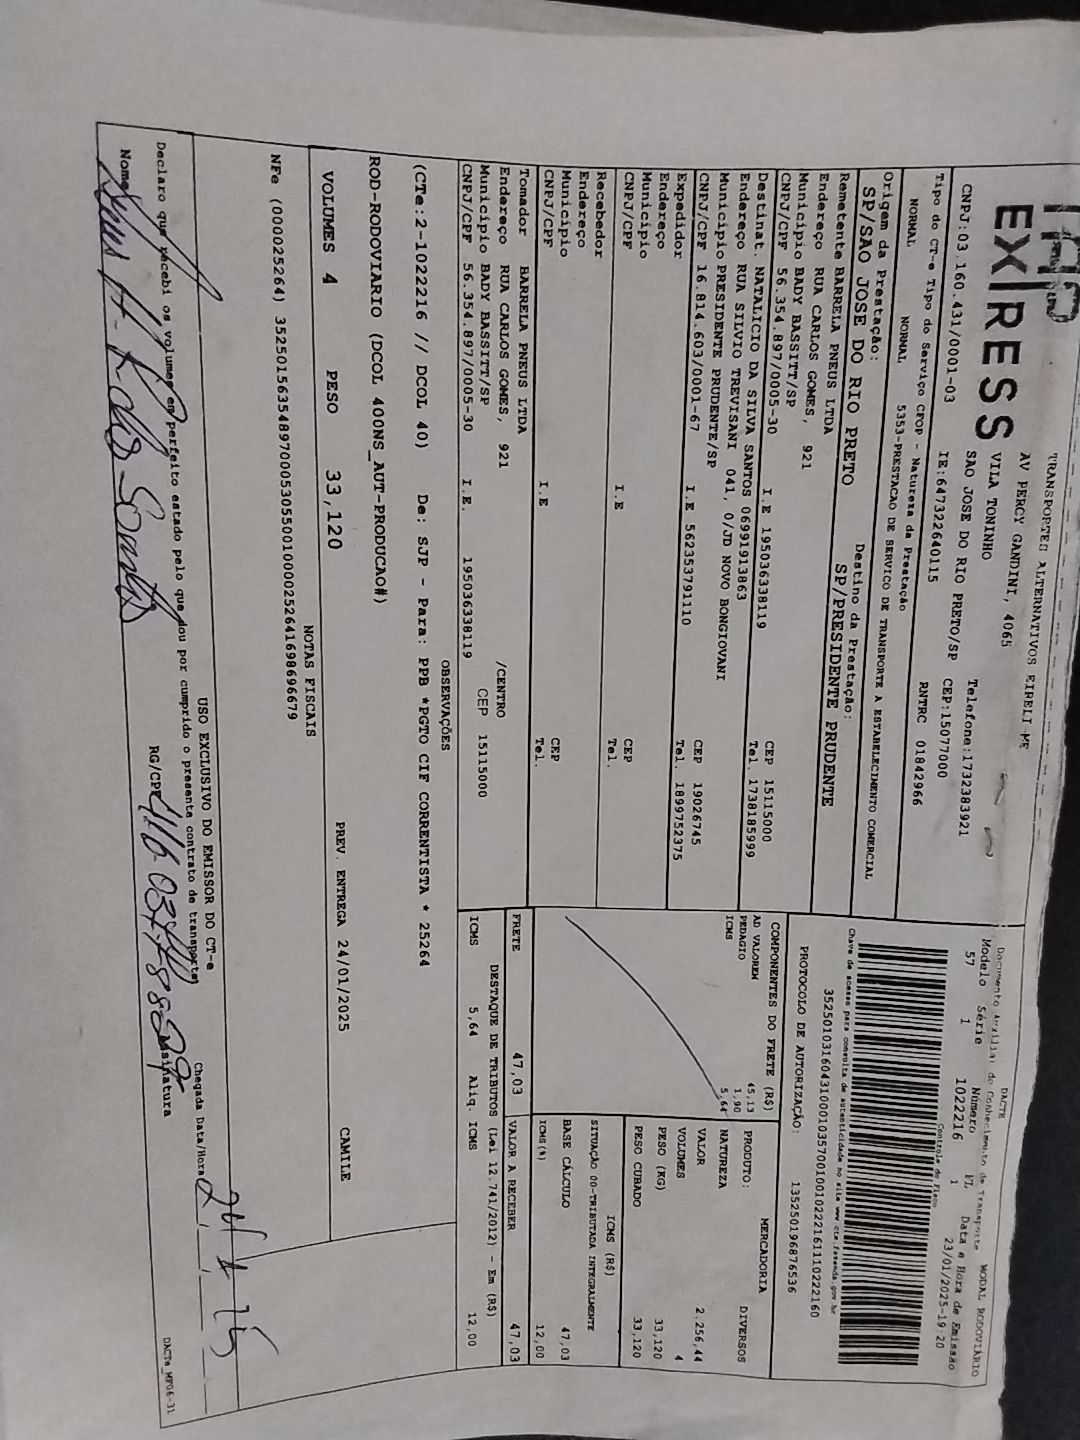 TRANSPORTES ALTERNATIVOS EIRELI-ME
EX/RESS
AV PERCY GANDINI, 4065
VILA TONINHO
SAO JOSE DO RIO PRETO/SP
Telefone:1732383921
CEP:15077000
CNPJ:03.160.431/0001-03
IE:647322640115
RNTRC 01842966
Tipo do CT-e Tipo do Serviço CFOP - Natureza da Prestação
NORMAL NORMAL 5353-PRESTACAO DE SERVICO DE TRANSPORTE A ESTABELECIMENTO COMERCIAL
Origem da Prestação: Destino da Prestação:
SP/SAO JOSE DO RIO PRETO SP/PRESIDENTE PRUDENTE
DACTE MODAL RODOVIÁRIO
Documento Auxiliar do Conhecimento de Transporte
Modelo Série Número FL Data e Hora de Emissão
57 1 1022216 1 23/01/2025-19:20
Controle do Fisco
Chave de acesso para consulta de autenticidade no site www.cte.fazenda.gov.br
PROTOCOLO DE AUTORIZAÇÃO: 135250196876536
Remetente BARRELA PNEUS LTDA
Endereço RUA CARLOS GOMES, 921
Município BADY BASSITT/SP CEP 15115000
CNPJ/CPF 56.354.897/0005-30 I.E 195036338119 Tel. 1738185999
Destinat. NATALICIO DA SILVA SANTOS 06991913863
Endereço RUA SILVIO TREVISANI 041, 0/JD NOVO BONGIOVANI
Município PRESIDENTE PRUDENTE/SP CEP 19026745
CNPJ/CPF 16.814.603/0001-67 I.E 562353791110 Tel. 1899752375
Expedidor
Endereço
Município CEP
CNPJ/CPF I.E Tel.
Recebedor
Endereço
Município CEP
CNPJ/CPF I.E Tel.
Tomador BARRELA PNEUS LTDA
Endereço RUA CARLOS GOMES, 921 /CENTRO
Município BADY BASSITT/SP CEP 15115000
CNPJ/CPF 56.354.897/0005-30 I.E. 195036338119
COMPONENTES DO FRETE (R$)
AD VALOREM 45,13
PEDAGIO 1,90
ICMS 5,64
MERCADORIA
PRODUTO: DIVERSOS
NATUREZA
VALOR 2.256,44
VOLUMES 4
PESO (KG) 33,120
PESO CUBADO 33,120
ICMS (R$)
SITUAÇÃO 00-TRIBUTADA INTEGRALMENTE
BASE CÁLCULO 47,03
ICMS(%) 12,00
FRETE 47,03 VALOR A RECEBER 47,03
DESTAQUE DE TRIBUTOS (Lei 12.741/2012) - Em (R$)
ICMS 5,64 Aliq. ICMS 12,00
OBSERVAÇÕES
(CTe:2-1022216 // DCOL 40) De: SJP - Para: PPB *PGTO CIF CORRENTISTA * 25264
ROD-RODOVIARIO (DCOL 400NS_AUT-PRODUCAO#)
VOLUMES 4 PESO 33,120 PREV. ENTREGA 24/01/2025 CAMILE
NOTAS FISCAIS
NFe (000025264) 35250156354897000530550010000252641698696679
USO EXCLUSIVO DO EMISSOR DO CT-e
Declaro que recebi os volumes em perfeito estado pelo que dou por cumprido o presente contrato de transporte
Chegada Data/Hora
Nome
RG/CPF
Assinatura
DACTe_MP06-31